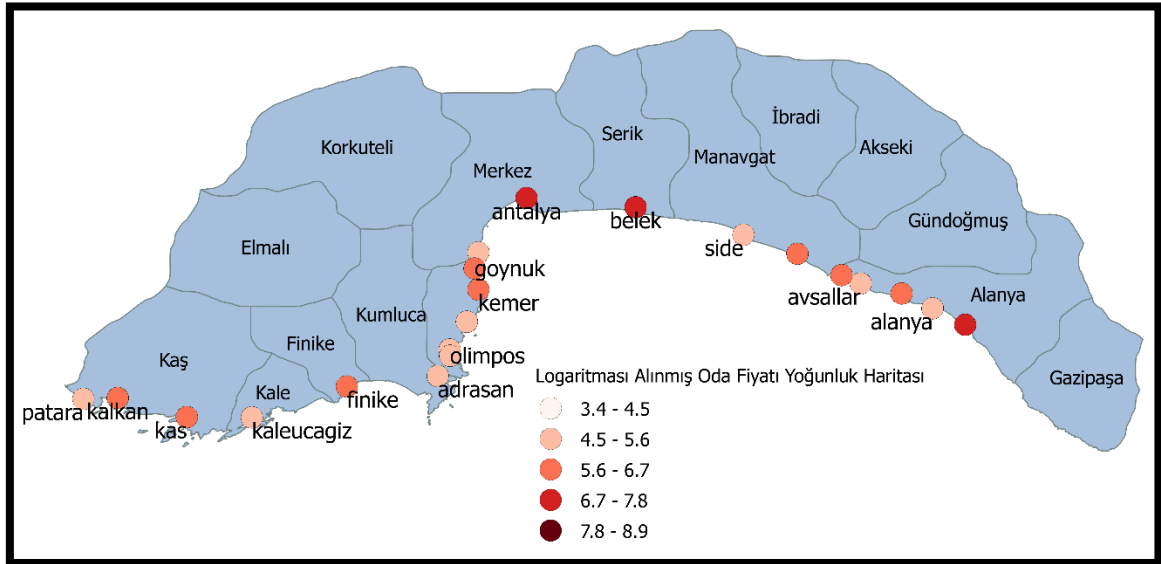 İbradi
Serik
Akseki
Korkuteli
Manavgat
Merkez
antalya
belek
Gündoğmuş
side
Elmalı
goynuk
kemer
avsallar
Alanya
Kumluca
alanya
Finike
olimpos
Kaş
Gazipaşa
adrasan
Kale
finike
patara
kalkan
kas
kaleucagiz
Logaritması Alınmış Oda Fiyatı Yoğunluk Haritası
3.4 - 4.5
4.5 - 5.6
5.6 - 6.7
6.7 - 7.8
7.8 - 8.9